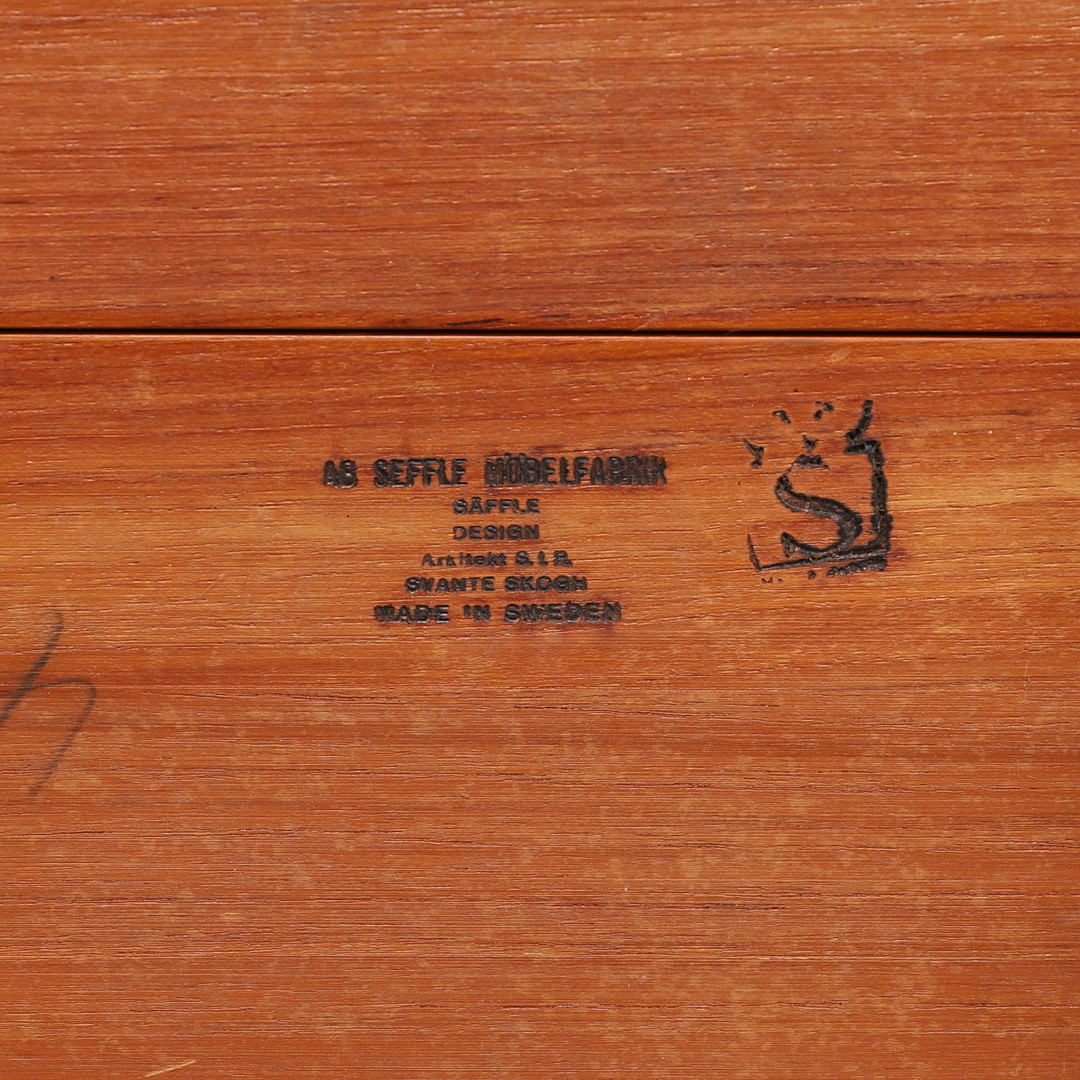 AB SEFFLE MÖBELFABRIK
SÄFFLE
DESIGN
Arkitekt S. I. R.
SVANTE SKOGH
MADE IN SWEDEN
S